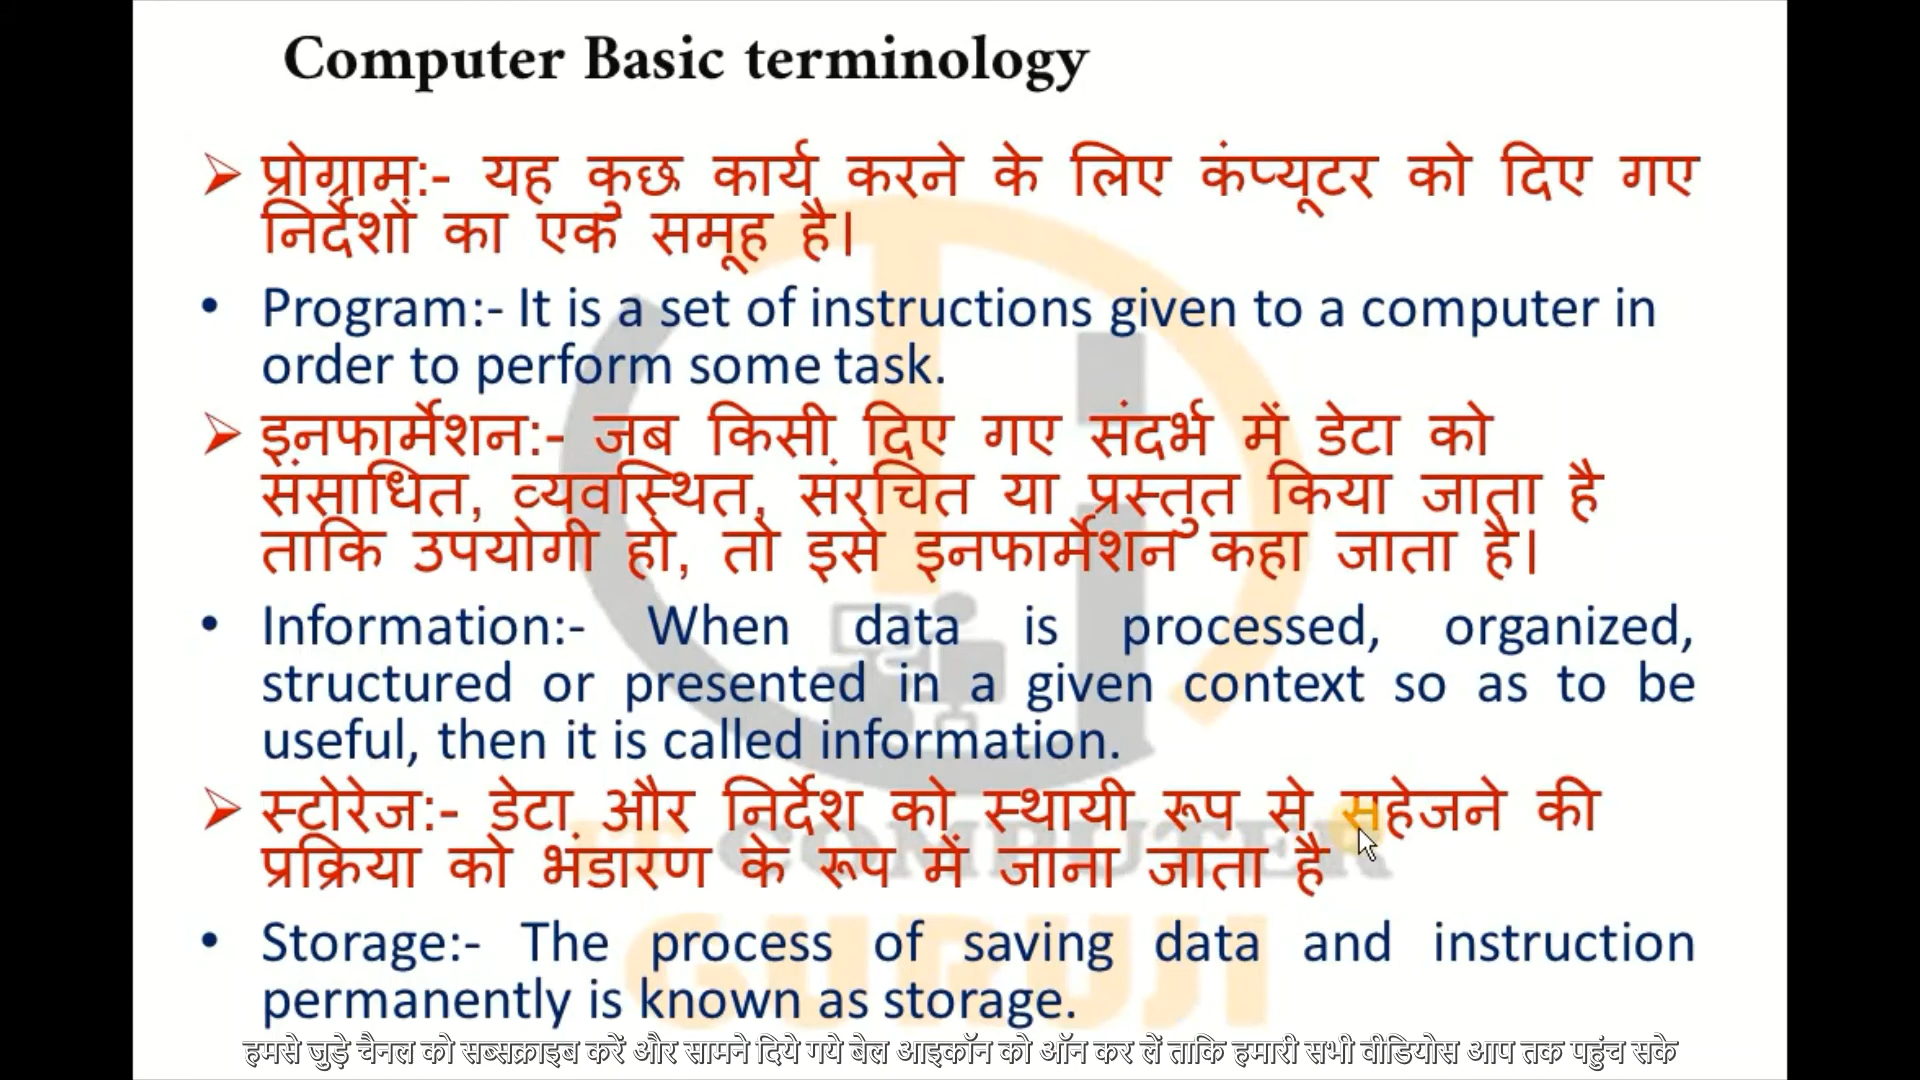 Computer Basic terminology
➢ प्रोग्राम:- यह कुछ कार्य करने के लिए कंप्यूटर को दिए गए
निर्देशों का एक समूह है।
• Program:- It is a set of instructions given to a computer in
order to perform some task.
➢ इनफार्मेशन:- जब किसी दिए गए संदर्भ में डेटा को
संसाधित, व्यवस्थित, संरचित या प्रस्तुत किया जाता है
ताकि उपयोगी हो, तो इसे इनफार्मेशन कहा जाता है।
• Information:- When data is processed, organized,
structured or presented in a given context so as to be
useful, then it is called information.
➢ स्टोरेज:- डेटा और निर्देश को स्थायी रूप से सहेजने की
प्रक्रिया को भंडारण के रूप में जाना जाता है
• Storage:- The process of saving data and instruction
permanently is known as storage.
COMPUTER
GURUJI
हमसे जुड़े चैनल को सब्सक्राइब करें और सामने दिये गये बेल आइकॉन को ऑन कर लें ताकि हमारी सभी वीडियोस आप तक पहुंच सके